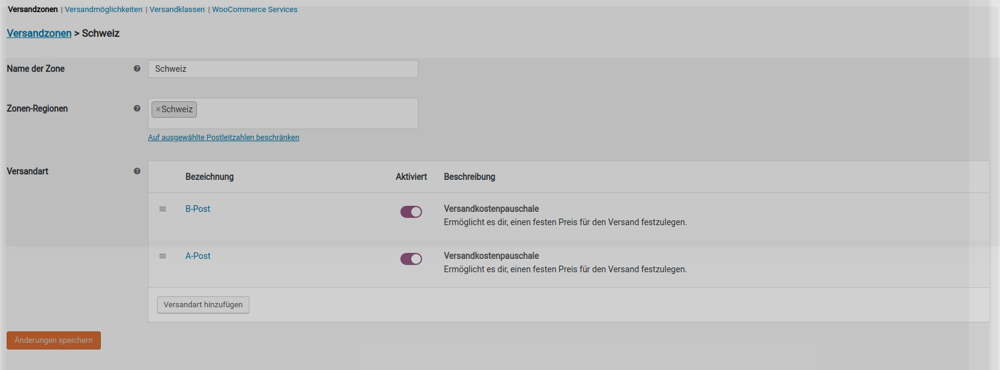 Versandzonen | Versandmöglichkeiten | Versandklassen | WooCommerce Services
Versandzonen > Schweiz
Name der Zone
Schweiz
Zonen-Regionen
×Schweiz
Auf ausgewählte Postleitzahlen beschränken
Versandart
Bezeichnung Aktiviert Beschreibung
B-Post Versandkostenpauschale
Ermöglicht es dir, einen festen Preis für den Versand festzulegen.
A-Post Versandkostenpauschale
Ermöglicht es dir, einen festen Preis für den Versand festzulegen.
Versandart hinzufügen
Änderungen speichern